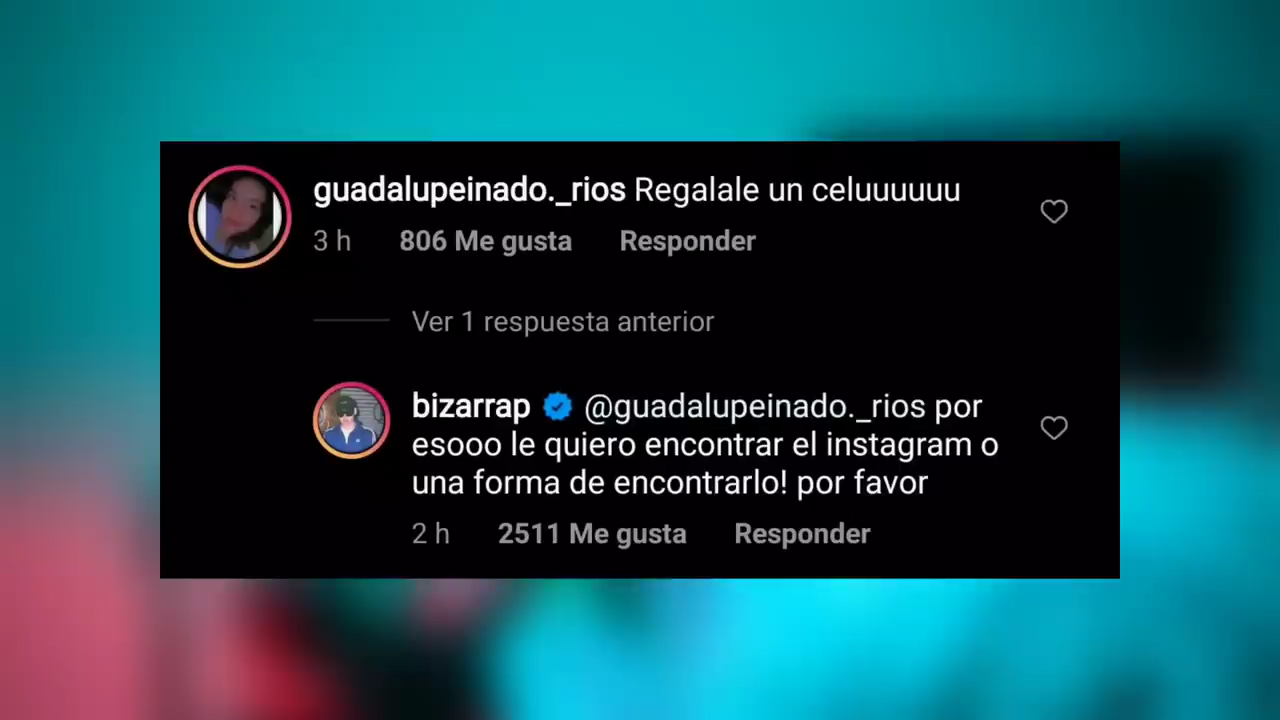 guadalupeinado._rios Regalale un celuuuuuu
3 h 806 Me gusta Responder
Ver 1 respuesta anterior
bizarrap @guadalupeinado._rios por
esooo le quiero encontrar el instagram o
una forma de encontrarlo! por favor
2 h 2511 Me gusta Responder